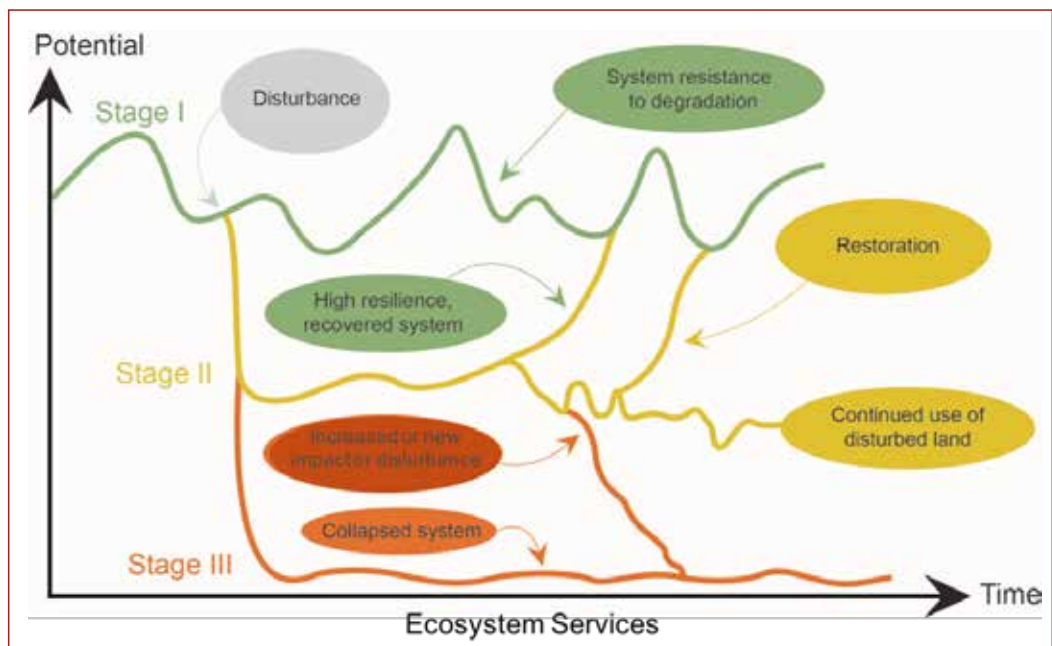 Potential
Stage I
Disturbance
System resistance
to degradation
Restoration
High resilience,
recovered system
Stage II
Continued use of
disturbed land
Increased or new
impact or disturbance
Collapsed system
Stage III
Time
Ecosystem Services